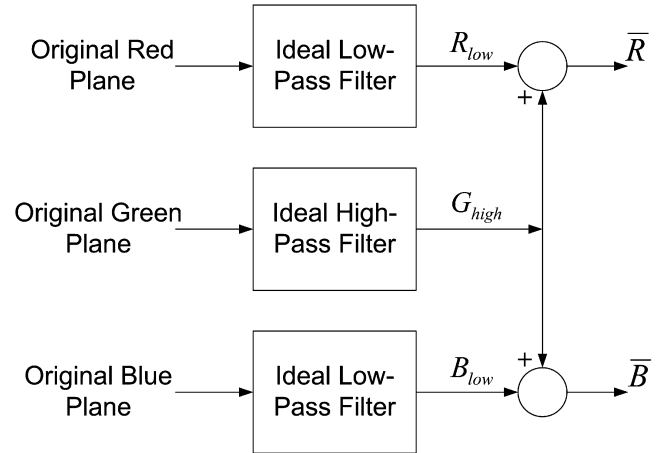 Original Red
Plane
Ideal Low-
Pass Filter
R_low
+
R̅
Original Green
Plane
Ideal High-
Pass Filter
G_high
Original Blue
Plane
Ideal Low-
Pass Filter
B_low
+
B̅